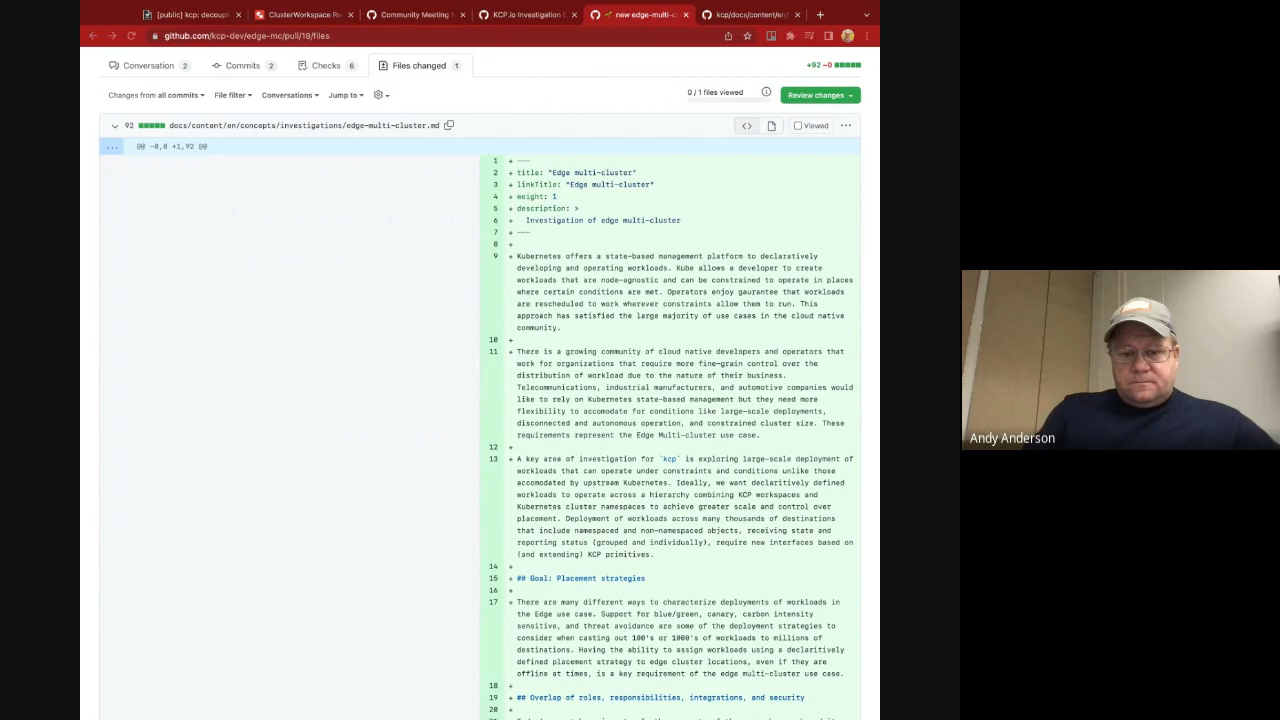 [public] kcp: decoupl
ClusterWorkspace Re
Community Meeting N
KCP.io Investigation D
new edge-multi-c
kcp/docs/content/en/
github.com/kcp-dev/edge-mc/pull/18/files
Conversation 2
Commits 2
Checks 6
Files changed 1
+92 −0
Changes from all commits
File filter
Conversations
Jump to
0 / 1 files viewed
Review changes
92 docs/content/en/concepts/investigations/edge-multi-cluster.md
Viewed
... @@ -0,0 +1,92 @@
1 + ---
2 + title: "Edge multi-cluster"
3 + linkTitle: "Edge multi-cluster"
4 + weight: 1
5 + description: >
6 + Investigation of edge multi-cluster
7 + ---
8 +
9 + Kubernetes offers a state-based management platform to declaratively
developing and operating workloads. Kube allows a developer to create
workloads that are node-agnostic and can be constrained to operate in places
where certain conditions are met. Operators enjoy gaurantee that workloads
are rescheduled to work wherever constraints allow them to run. This
approach has satisfied the large majority of use cases in the cloud native
community.
10 +
11 + There is a growing community of cloud native developers and operators that
work for organizations that require more fine-grain control over the
distribution of workload due to the nature of their business.
Telecommunications, industrial manufacturers, and automotive companies would
like to rely on Kubernetes state-based management but they need more
flexibility to accomodate for conditions like large-scale deployments,
disconnected and autonomous operation, and constrained cluster size. These
requirements represent the Edge Multi-cluster use case.
12 +
13 + A key area of investigation for `kcp` is exploring large-scale deployment of
workloads that can operate under constraints and conditions unlike those
accomodated by upstream Kubernetes. Ideally, we want declaritively defined
workloads to operate across a hierarchy combining KCP workspaces and
Kubernetes cluster namespaces to achieve greater scale and control over
placement. Deployment of workloads across many thousands of destinations
that include namespaced and non-namespaced objects, receiving state and
reporting status (grouped and individually), require new interfaces based on
(and extending) KCP primitives.
14 +
15 + ## Goal: Placement strategies
16 +
17 + There are many different ways to characterize deployments of workloads in
the Edge use case. Support for blue/green, canary, carbon intensity
sensitive, and threat avoidance are some of the deployment strategies to
consider when casting out 100's or 1000's of workloads to millions of
destinations. Having the ability to assign workloads using a declaritively
defined placement strategy to edge cluster locations, even if they are
offline at times, is a key requirement of the edge multi-cluster use case.
18 +
19 + ## Overlap of roles, responsibilities, integrations, and security
20 +
Andy Anderson